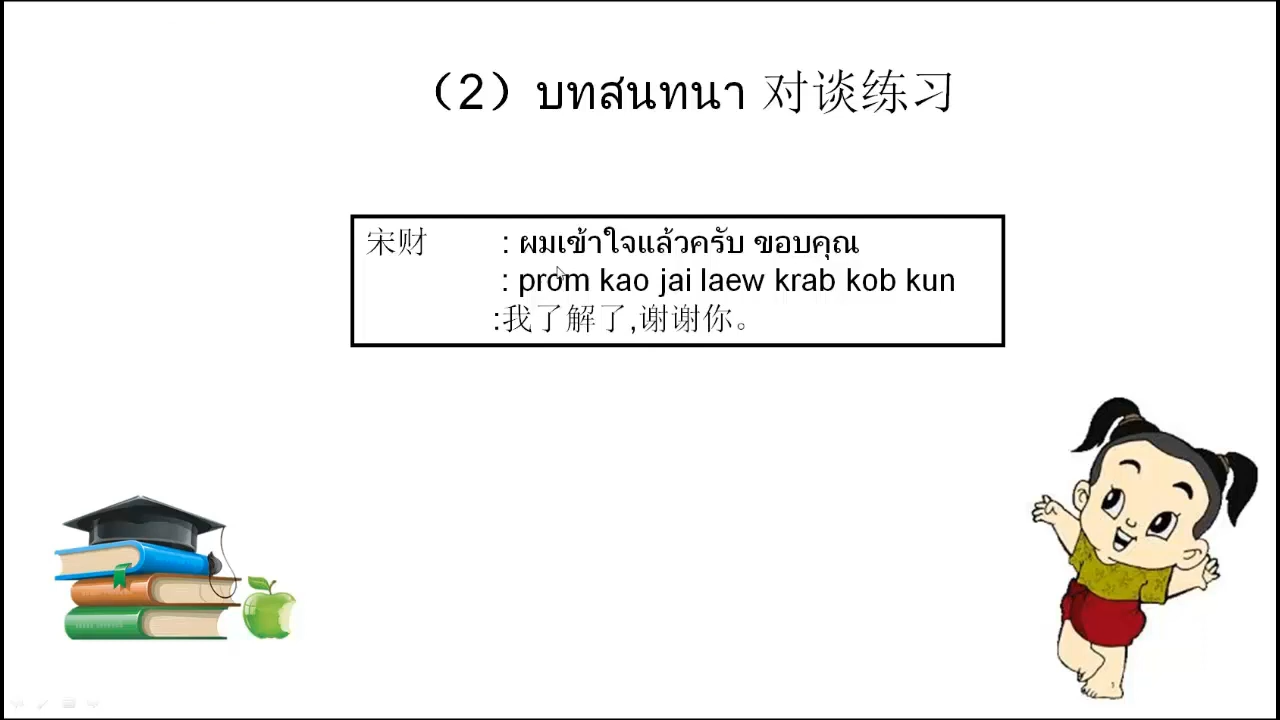 （2）บทสนทนา 对谈练习
宋财 : ผมเข้าใจแล้วครับ ขอบคุณ
: prom kao jai laew krab kob kun
:我了解了,谢谢你。